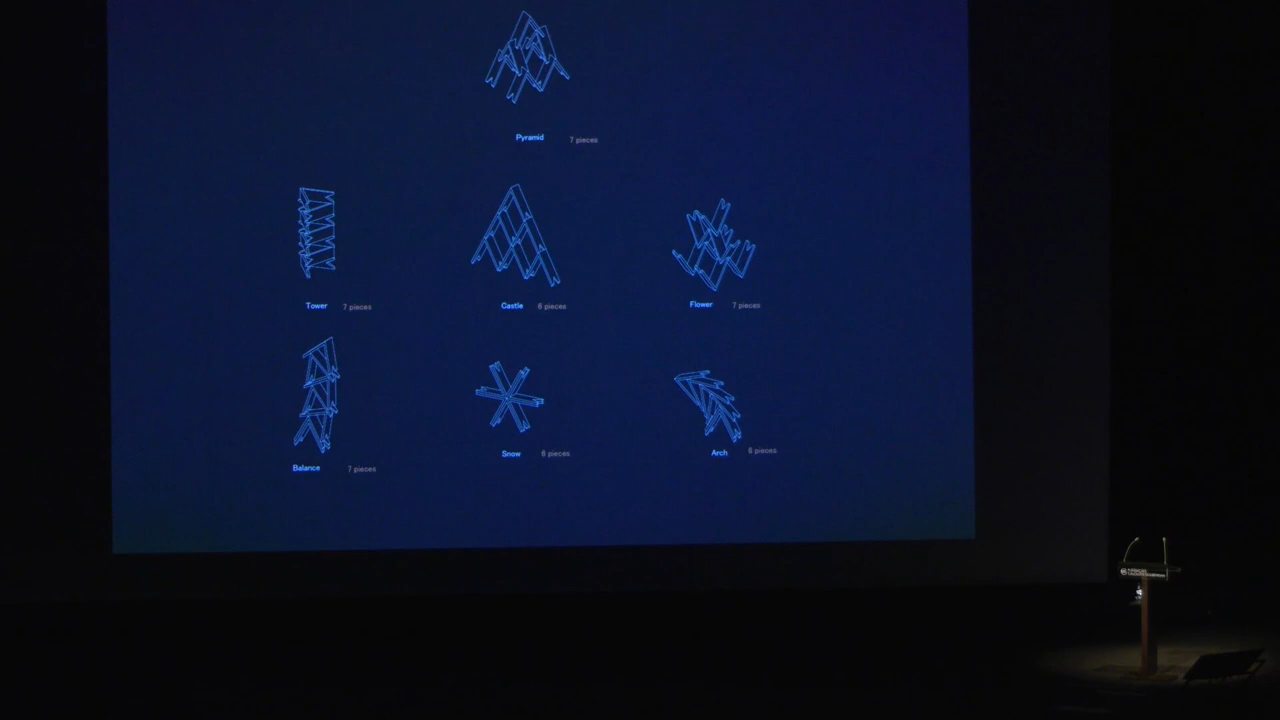 Pyramid 7 pieces
Tower 7 pieces
Castle 6 pieces
Flower 7 pieces
Balance 7 pieces
Snow 6 pieces
Arch 6 pieces